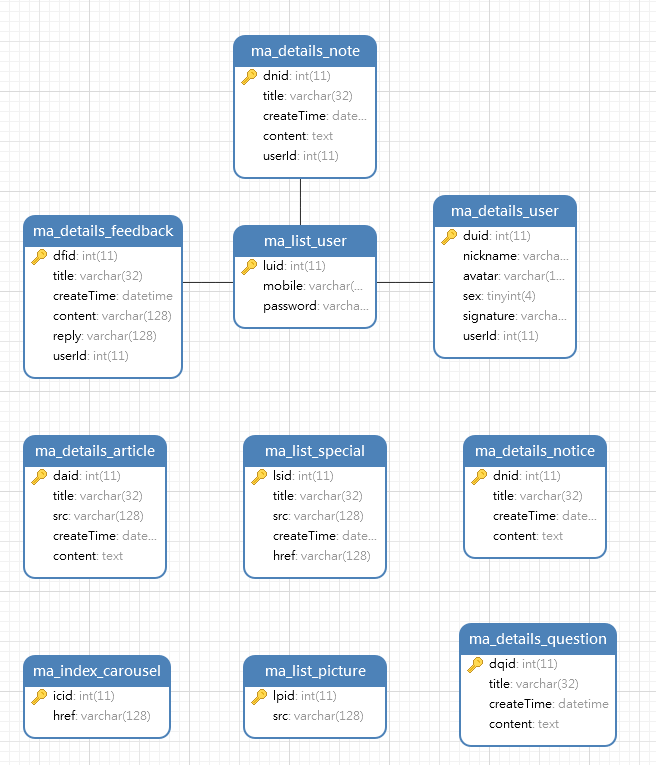 ma_details_note
dnid: int(11)
title: varchar(32)
createTime: date...
content: text
userId: int(11)
ma_details_feedback
dfid: int(11)
title: varchar(32)
createTime: datetime
content: varchar(128)
reply: varchar(128)
userId: int(11)
ma_list_user
luid: int(11)
mobile: varchar(...
password: varcha...
ma_details_user
duid: int(11)
nickname: varcha...
avatar: varchar(1...
sex: tinyint(4)
signature: varcha...
userId: int(11)
ma_details_article
daid: int(11)
title: varchar(32)
src: varchar(128)
createTime: date...
content: text
ma_list_special
lsid: int(11)
title: varchar(32)
src: varchar(128)
createTime: date...
href: varchar(128)
ma_details_notice
dnid: int(11)
title: varchar(32)
createTime: date...
content: text
ma_index_carousel
icid: int(11)
href: varchar(128)
ma_list_picture
lpid: int(11)
src: varchar(128)
ma_details_question
dqid: int(11)
title: varchar(32)
createTime: datetime
content: text